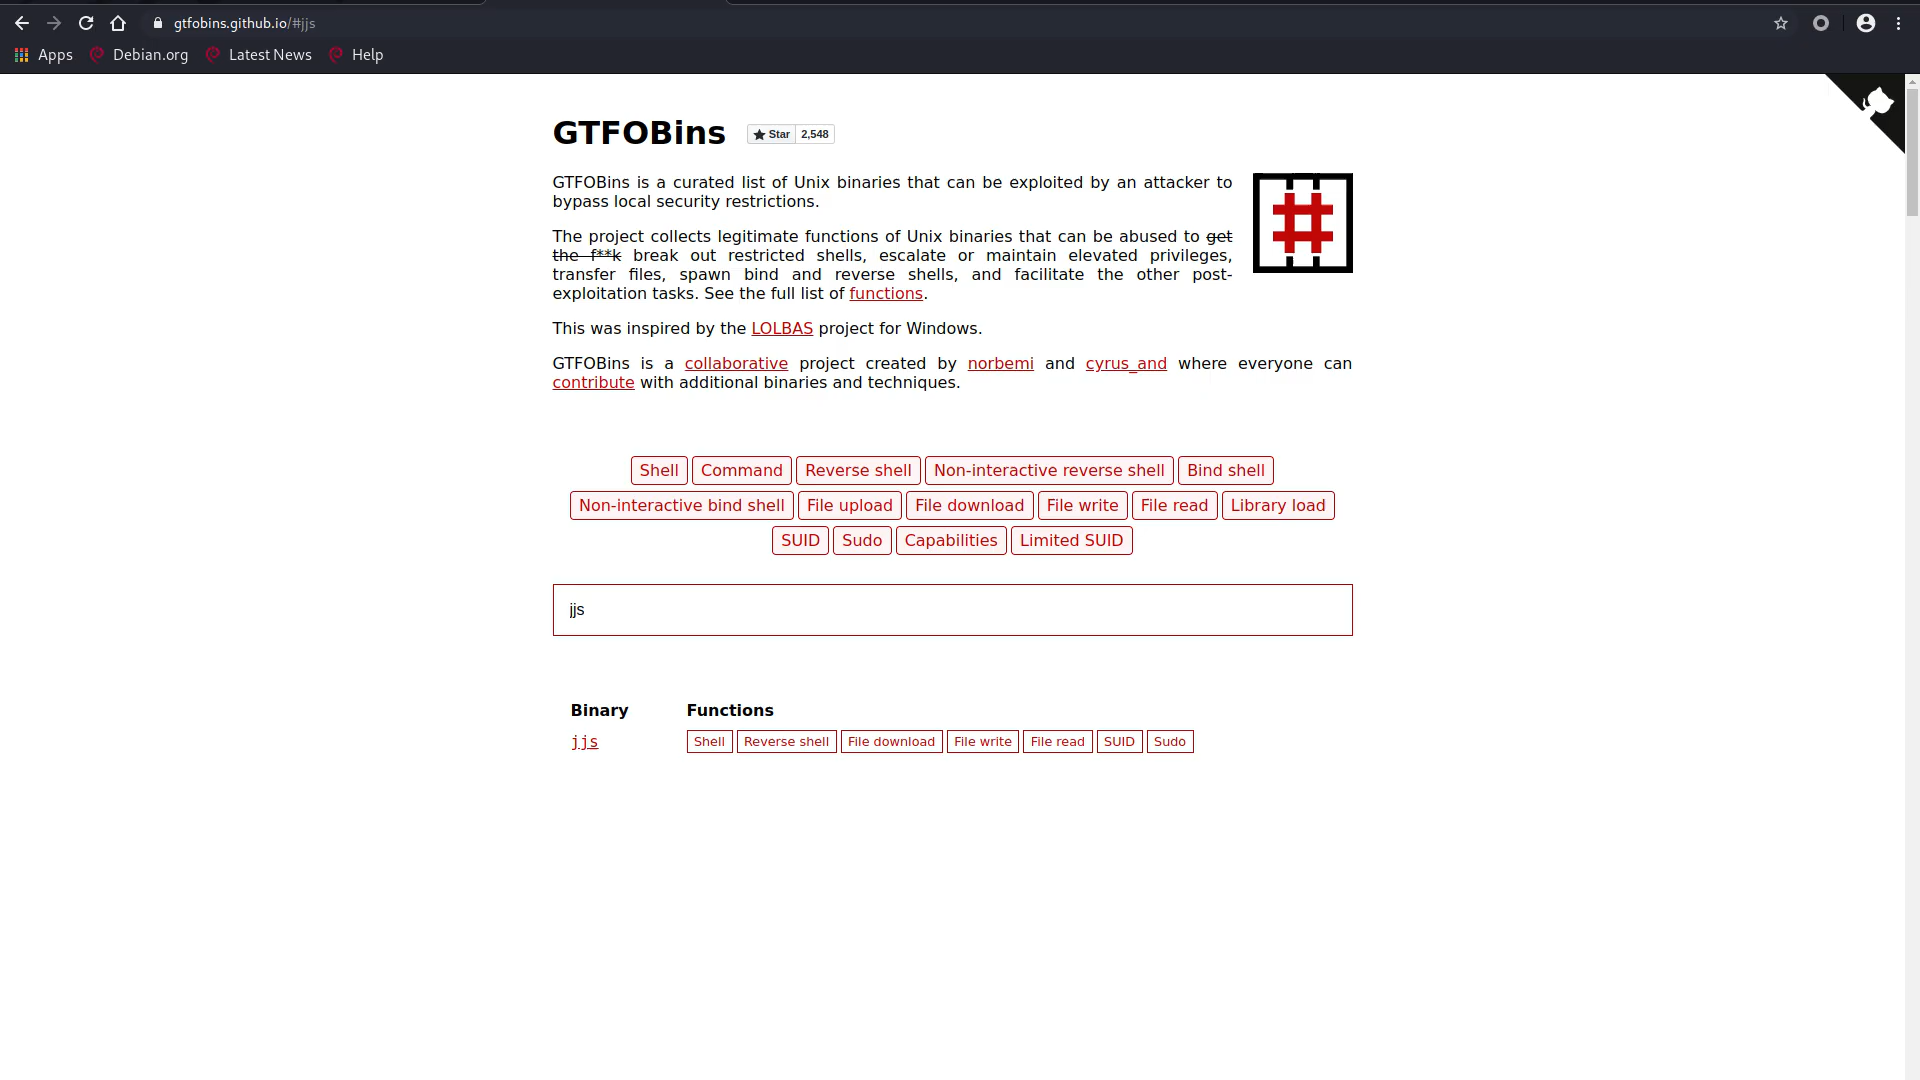 gtfobins.github.io/#jjs
Apps Debian.org Latest News Help
GTFOBins Star 2,548
GTFOBins is a curated list of Unix binaries that can be exploited by an attacker to
bypass local security restrictions.
The project collects legitimate functions of Unix binaries that can be abused to get
the f**k break out restricted shells, escalate or maintain elevated privileges,
transfer files, spawn bind and reverse shells, and facilitate the other post-
exploitation tasks. See the full list of functions.
This was inspired by the LOLBAS project for Windows.
GTFOBins is a collaborative project created by norbemi and cyrus_and where everyone can
contribute with additional binaries and techniques.
Shell Command Reverse shell Non-interactive reverse shell Bind shell
Non-interactive bind shell File upload File download File write File read Library load
SUID Sudo Capabilities Limited SUID
jjs
Binary Functions
jjs Shell Reverse shell File download File write File read SUID Sudo